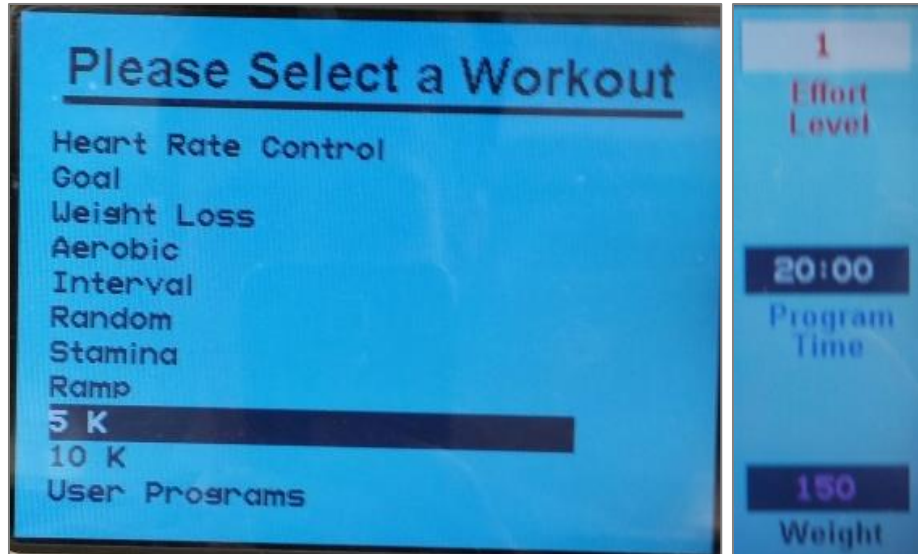 Please Select a Workout
Heart Rate Control
Goal
Weight Loss
Aerobic
Interval
Random
Stamina
Ramp
5 K
10 K
User Programs
1
Effort
Level
20:00
Program
Time
150
Weight